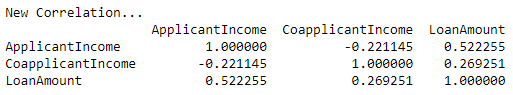 New Correlation...
ApplicantIncome CoapplicantIncome LoanAmount
ApplicantIncome 1.000000 -0.221145 0.522255
CoapplicantIncome -0.221145 1.000000 0.269251
LoanAmount 0.522255 0.269251 1.000000